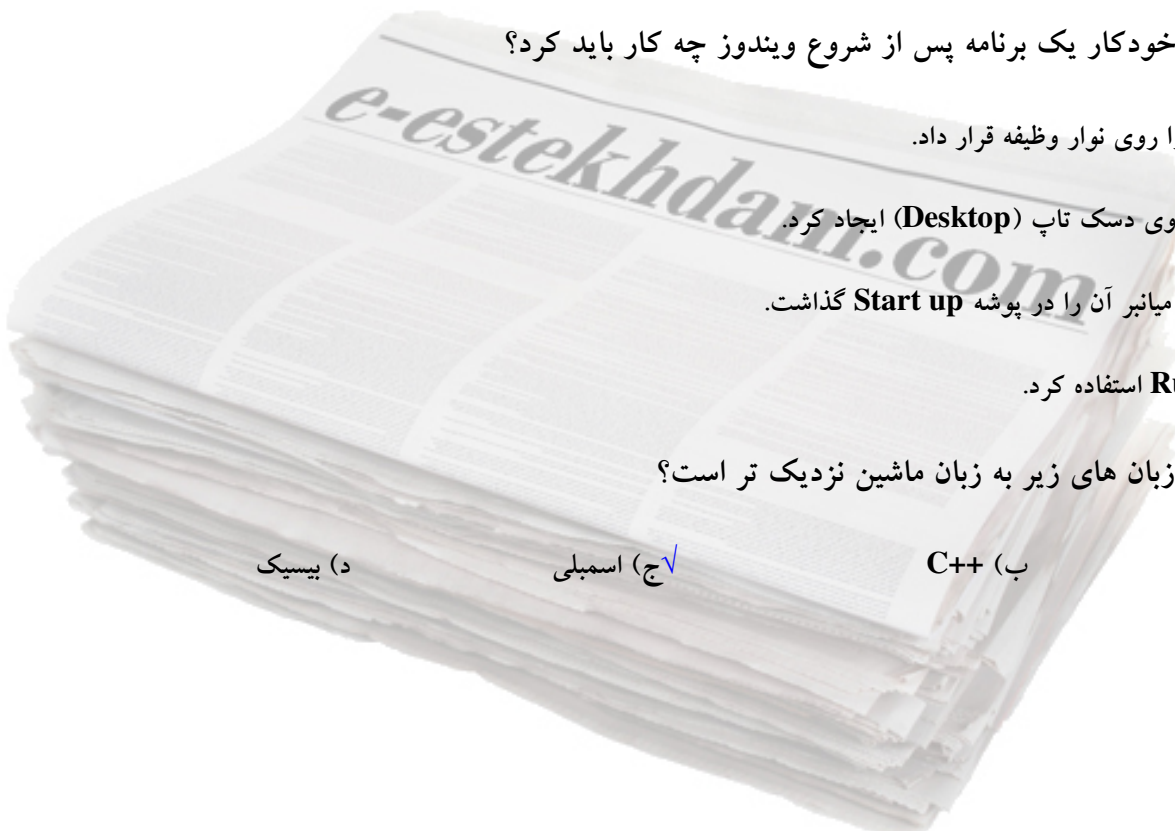 خودکار یک برنامه پس از شروع ویندوز چه کار باید کرد؟
e-estekhdam.com
روی نوار وظیفه قرار داد.
دسک تاپ (Desktop) ایجاد کرد.
میانبر آن را در پوشه Start up گذاشت.
استفاده کرد.
زبان های زیر به زبان ماشین نزدیک تر است؟
ب) C++ √ج) اسمبلی د) بیسیک